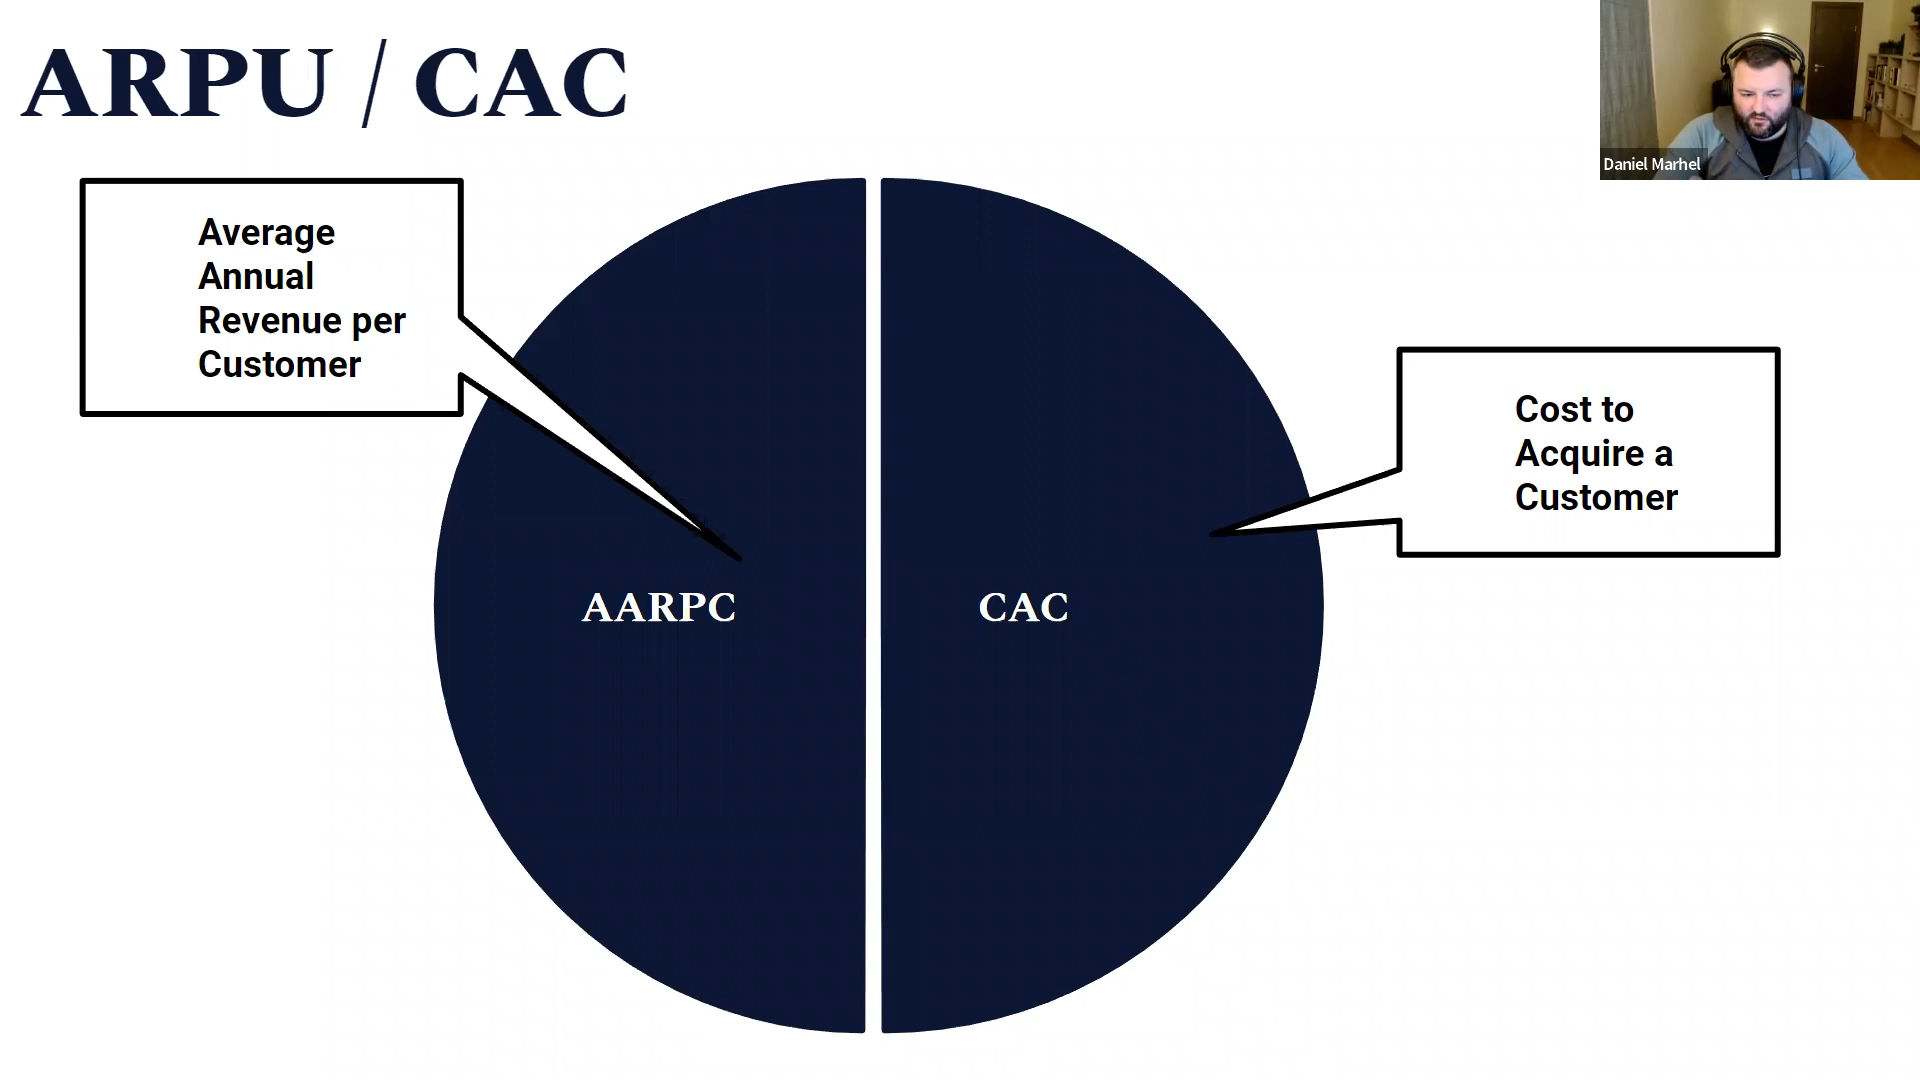 ARPU / CAC
Daniel Marhel
Average
Annual
Revenue per
Customer
Cost to
Acquire a
Customer
AARPC
CAC